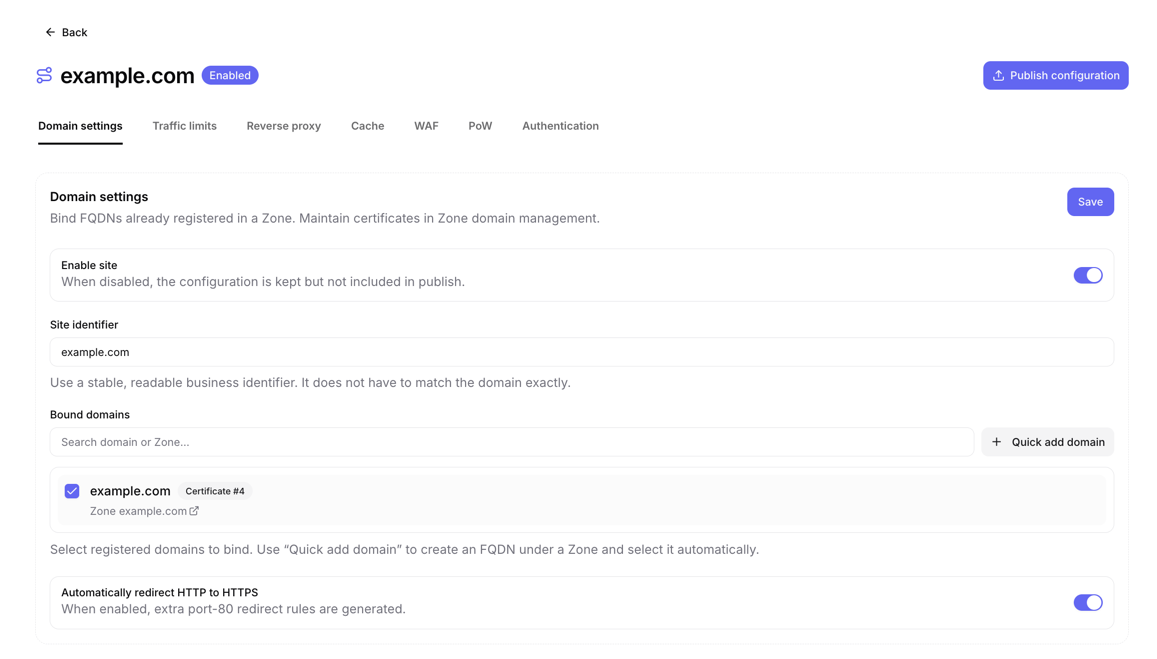 Back
example.com Enabled
Publish configuration
Domain settings Traffic limits Reverse proxy Cache WAF PoW Authentication
Domain settings
Bind FQDNs already registered in a Zone. Maintain certificates in Zone domain management.
Save
Enable site
When disabled, the configuration is kept but not included in publish.
Site identifier
example.com
Use a stable, readable business identifier. It does not have to match the domain exactly.
Bound domains
Search domain or Zone...
Quick add domain
example.com Certificate #4
Zone example.com
Select registered domains to bind. Use “Quick add domain” to create an FQDN under a Zone and select it automatically.
Automatically redirect HTTP to HTTPS
When enabled, extra port-80 redirect rules are generated.